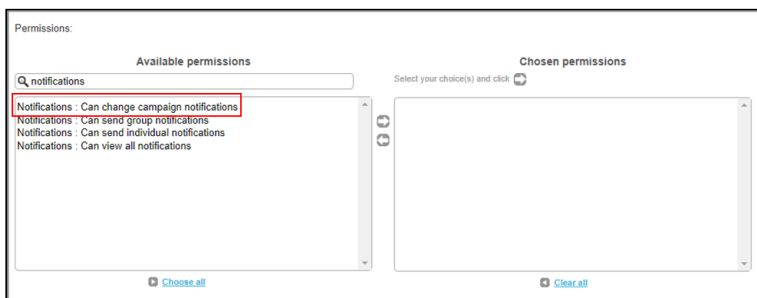 Permissions:
Available permissions
notifications
Notifications : Can change campaign notifications
Notifications : Can send group notifications
Notifications : Can send individual notifications
Notifications : Can view all notifications
Choose all
Chosen permissions
Select your choice(s) and click
Clear all